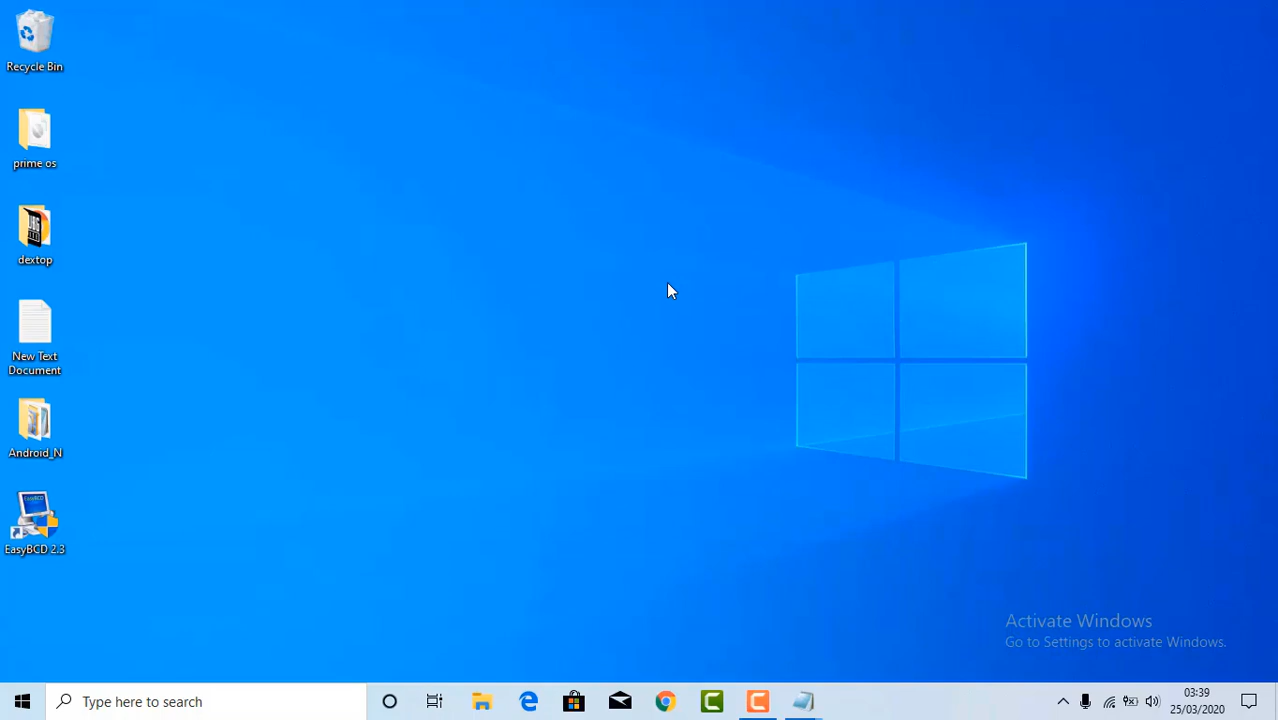 Recycle Bin
prime os
dextop
New Text
Document
Android_N
EasyBCD 2.3
Activate Windows
Go to Settings to activate Windows.
Type here to search
03:39
25/03/2020